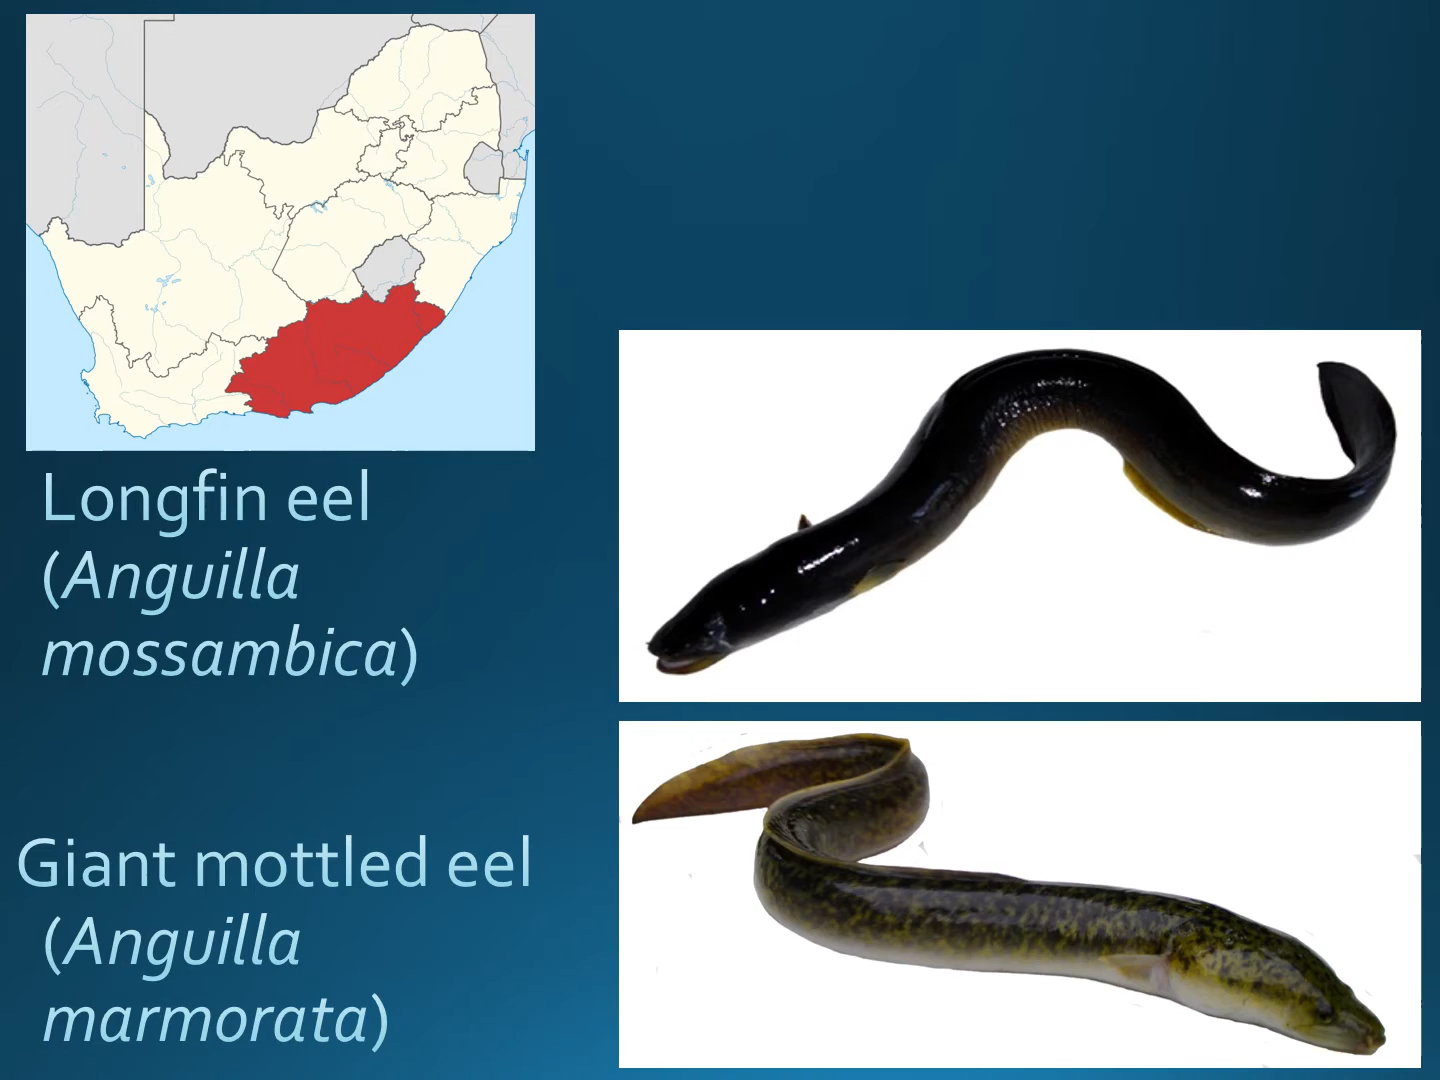 Longfin eel
(Anguilla
mossambica)
Giant mottled eel
(Anguilla
marmorata)